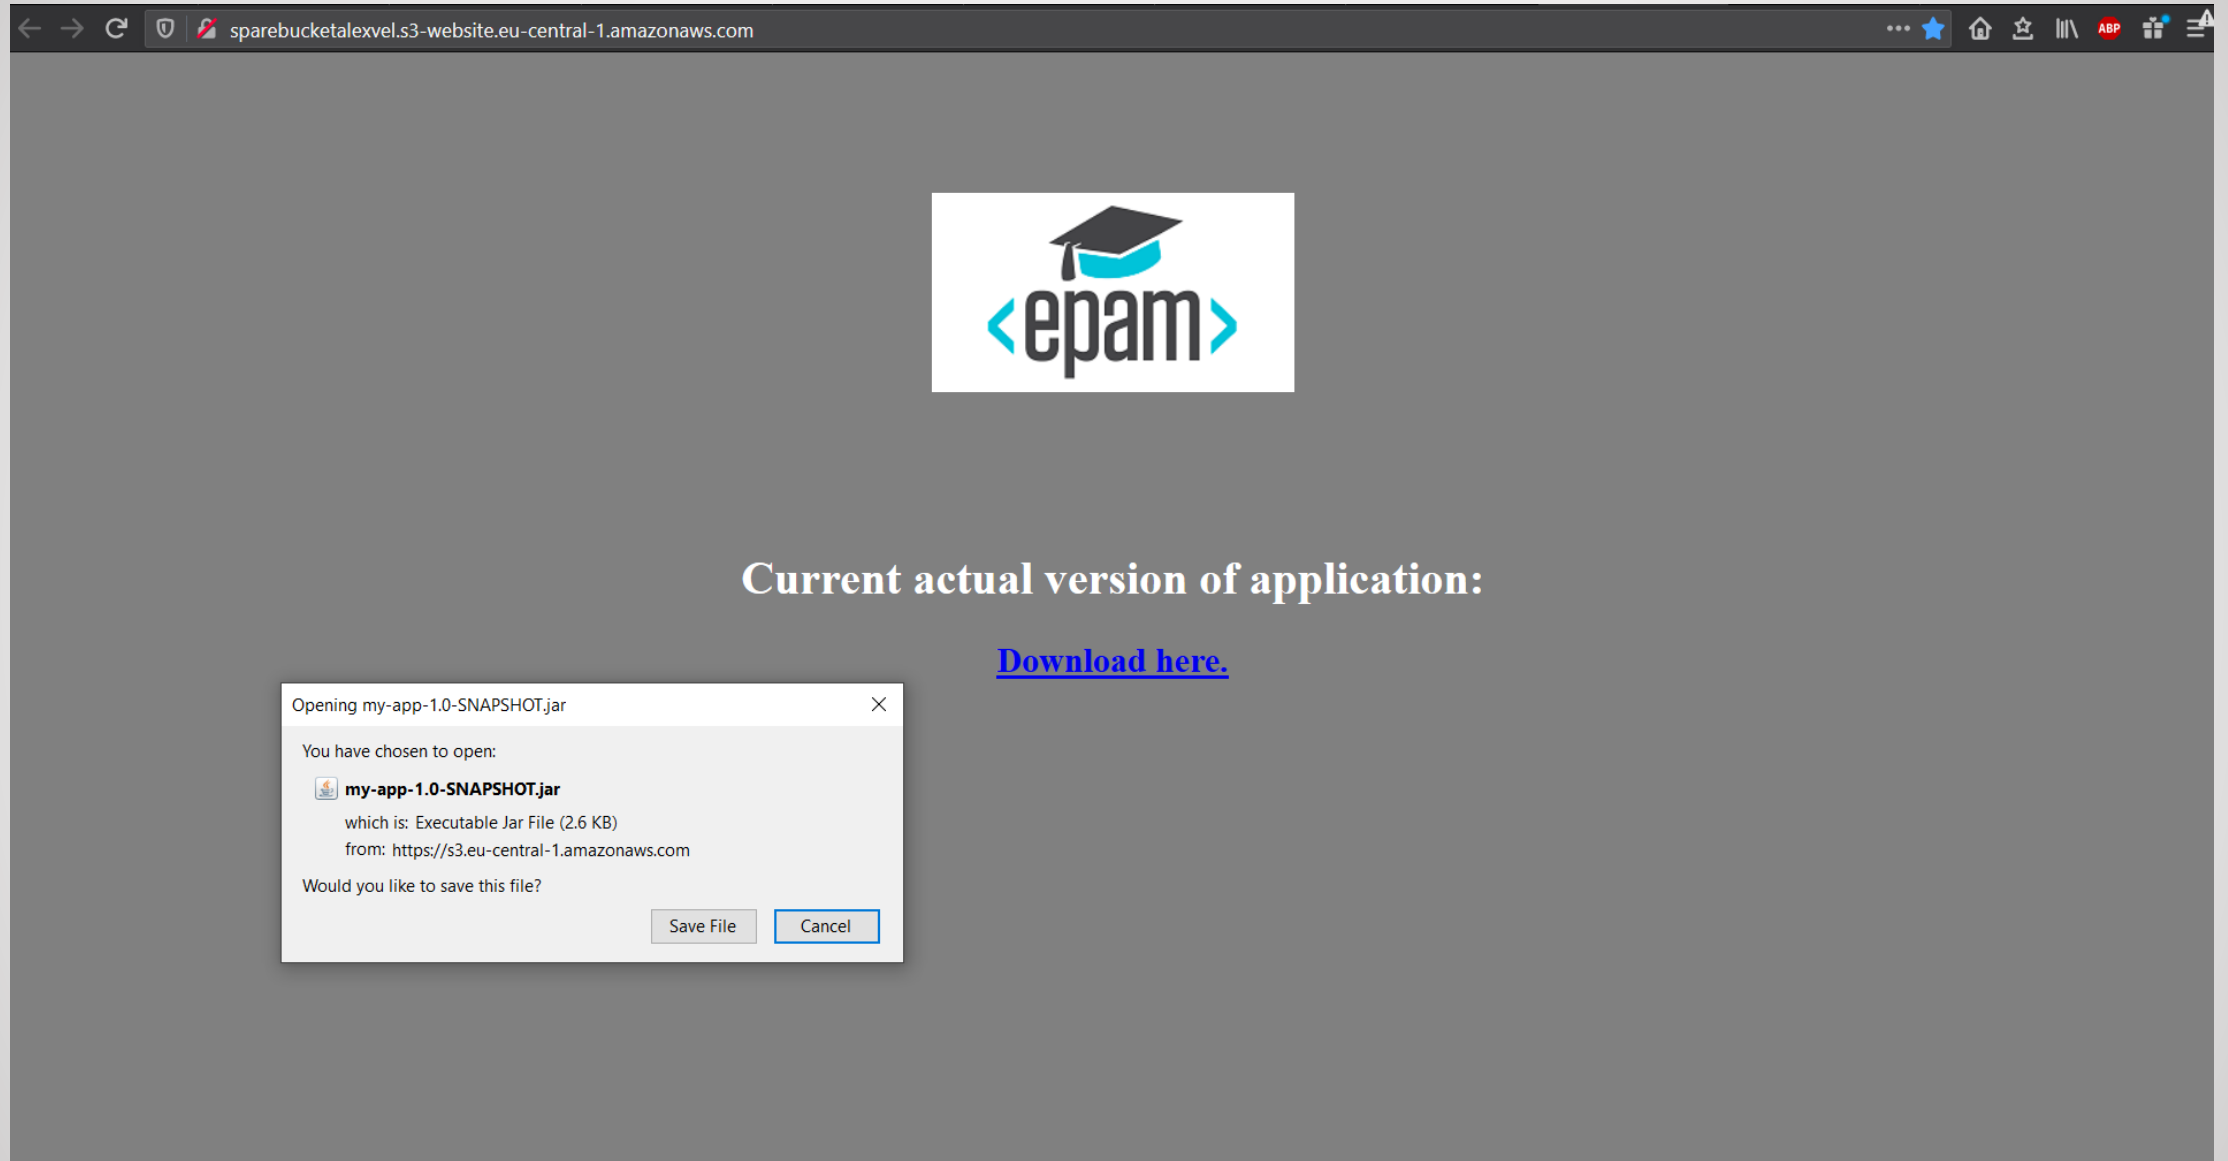 sparebucketalexvel.s3-website.eu-central-1.amazonaws.com
ABP
<epam>
Current actual version of application:
Download here.
Opening my-app-1.0-SNAPSHOT.jar
You have chosen to open:
my-app-1.0-SNAPSHOT.jar
which is: Executable Jar File (2.6 KB)
from: https://s3.eu-central-1.amazonaws.com
Would you like to save this file?
Save File
Cancel